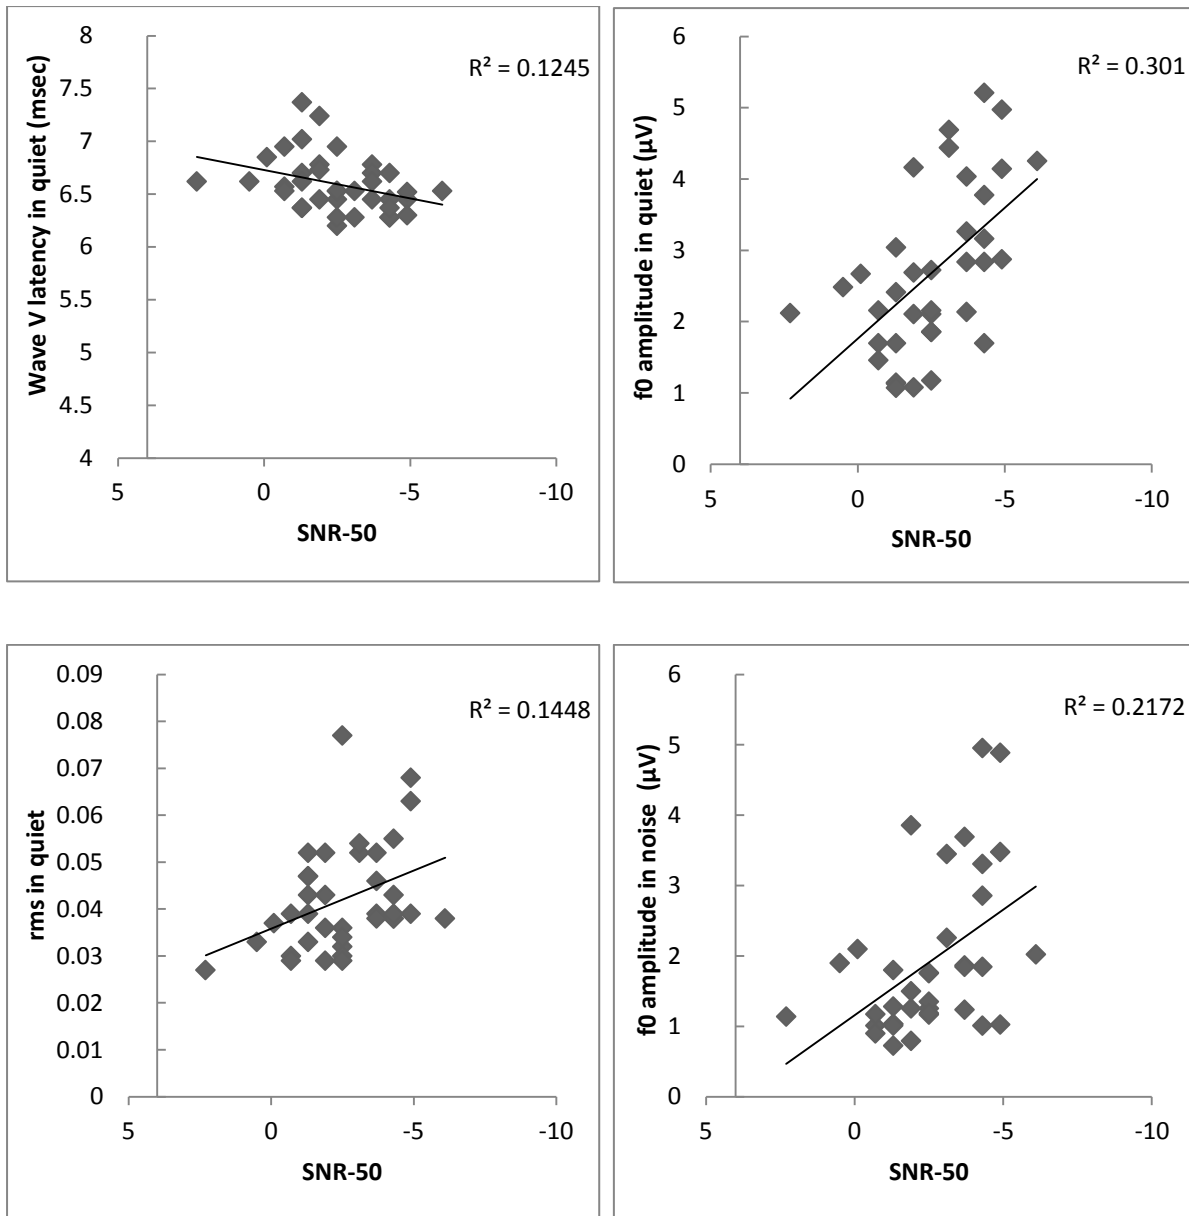 Wave V latency in quiet (msec)
8
7.5
7
6.5
6
5.5
5
4.5
4
R² = 0.1245
5 0 -5 -10
SNR-50
f0 amplitude in quiet (µV)
6
5
4
3
2
1
0
R² = 0.301
5 0 -5 -10
SNR-50
rms in quiet
0.09
0.08
0.07
0.06
0.05
0.04
0.03
0.02
0.01
0
R² = 0.1448
5 0 -5 -10
SNR-50
f0 amplitude in noise (µV)
6
5
4
3
2
1
0
R² = 0.2172
5 0 -5 -10
SNR-50